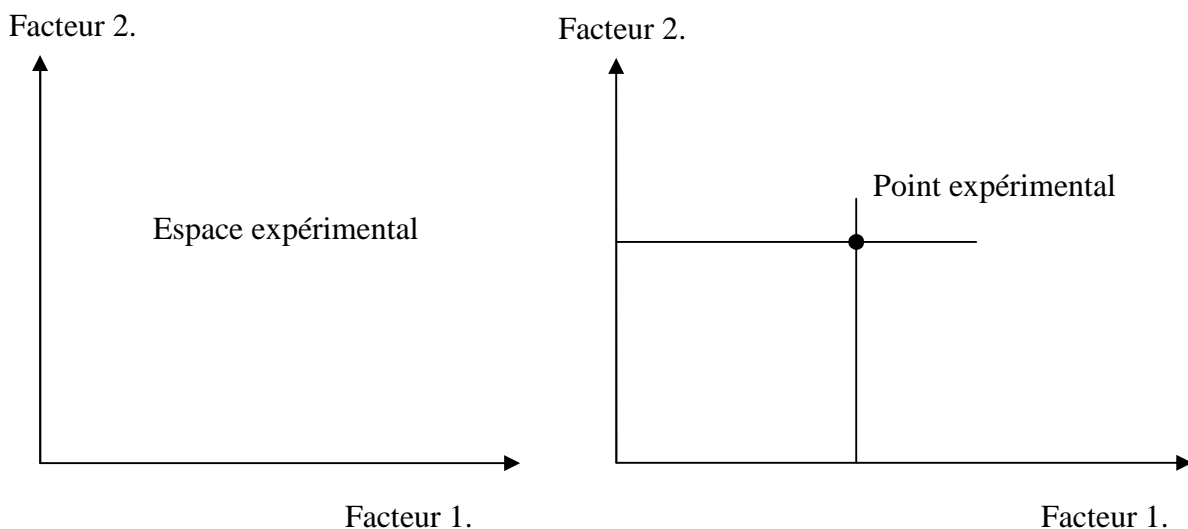 Facteur 2.
Espace expérimental
Facteur 1.
Facteur 2.
Point expérimental
Facteur 1.